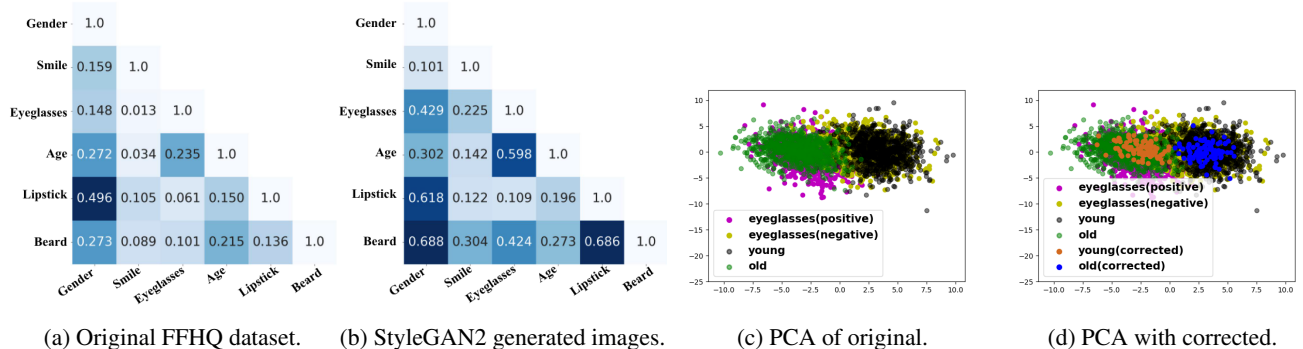 Gender 1.0
Smile 0.159 1.0
Eyeglasses 0.148 0.013 1.0
Age 0.272 0.034 0.235 1.0
Lipstick 0.496 0.105 0.061 0.150 1.0
Beard 0.273 0.089 0.101 0.215 0.136 1.0
Gender Smile Eyeglasses Age Lipstick Beard
(a) Original FFHQ dataset.
Gender 1.0
Smile 0.101 1.0
Eyeglasses 0.429 0.225 1.0
Age 0.302 0.142 0.598 1.0
Lipstick 0.618 0.122 0.109 0.196 1.0
Beard 0.688 0.304 0.424 0.273 0.686 1.0
Gender Smile Eyeglasses Age Lipstick Beard
(b) StyleGAN2 generated images.
10
5
0
−5
−10
−15
−20
−25
eyeglasses(positive)
eyeglasses(negative)
young
old
−10.0 −7.5 −5.0 −2.5 0.0 2.5 5.0 7.5 10.0
(c) PCA of original.
10
5
0
−5
−10
−15
−20
−25
eyeglasses(positive)
eyeglasses(negative)
young
old
young(corrected)
old(corrected)
−10.0 −7.5 −5.0 −2.5 0.0 2.5 5.0 7.5 10.0
(d) PCA with corrected.